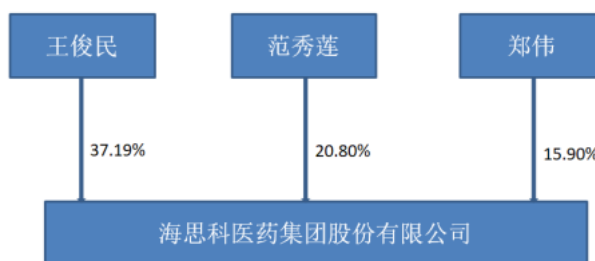 王俊民
范秀莲
郑伟
37.19%
20.80%
15.90%
海思科医药集团股份有限公司